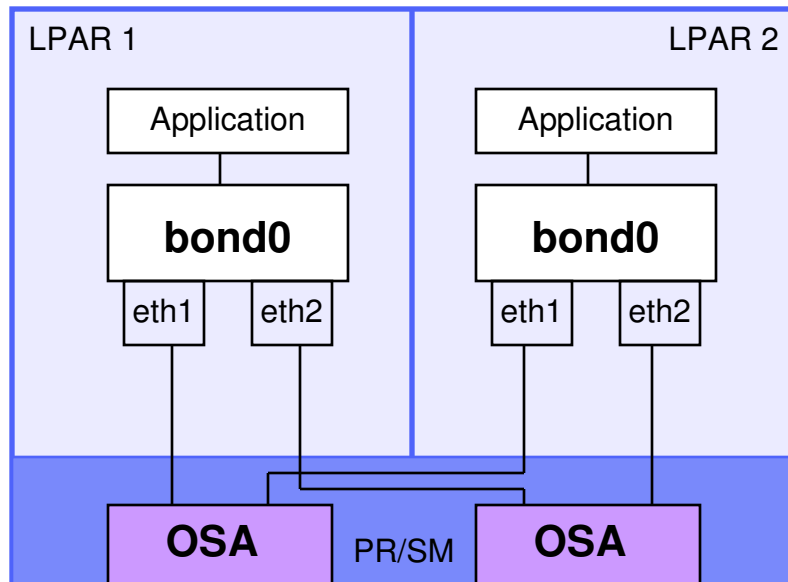 LPAR 1
LPAR 2
Application
Application
bond0
bond0
eth1
eth2
eth1
eth2
OSA
PR/SM
OSA